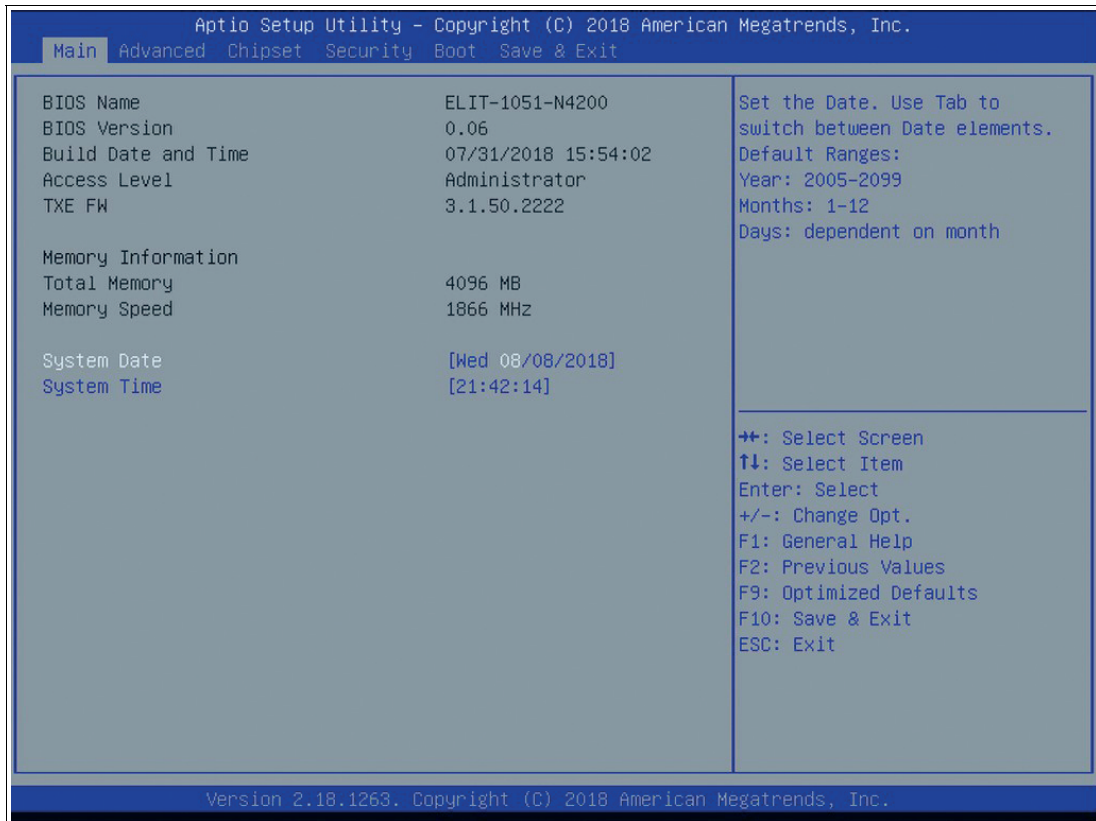 Aptio Setup Utility – Copyright (C) 2018 American Megatrends, Inc.
Main Advanced Chipset Security Boot Save & Exit
BIOS Name ELIT-1051-N4200
BIOS Version 0.06
Build Date and Time 07/31/2018 15:54:02
Access Level Administrator
TXE FW 3.1.50.2222
Memory Information
Total Memory 4096 MB
Memory Speed 1866 MHz
System Date [Wed 08/08/2018]
System Time [21:42:14]
Set the Date. Use Tab to
switch between Date elements.
Default Ranges:
Year: 2005-2099
Months: 1-12
Days: dependent on month
→←: Select Screen
↑↓: Select Item
Enter: Select
+/-: Change Opt.
F1: General Help
F2: Previous Values
F9: Optimized Defaults
F10: Save & Exit
ESC: Exit
Version 2.18.1263. Copyright (C) 2018 American Megatrends, Inc.